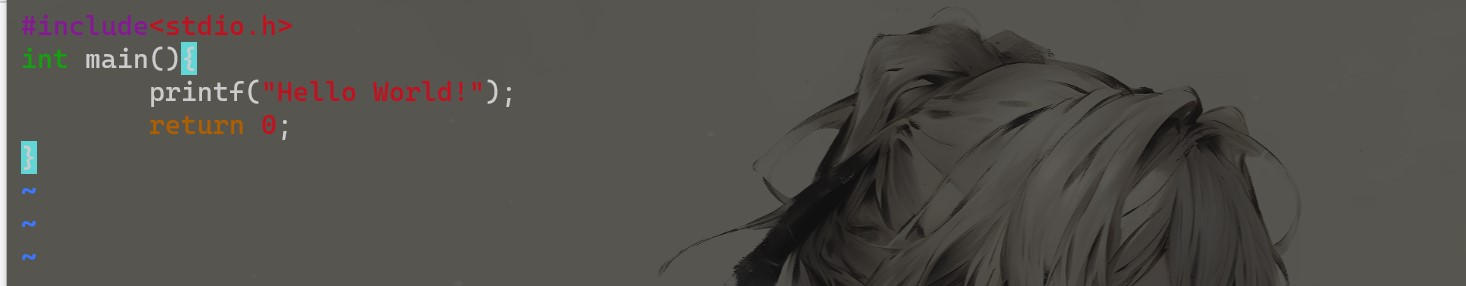 #include<stdio.h>
int main(){
        printf("Hello World!");
        return 0;
}
~
~
~